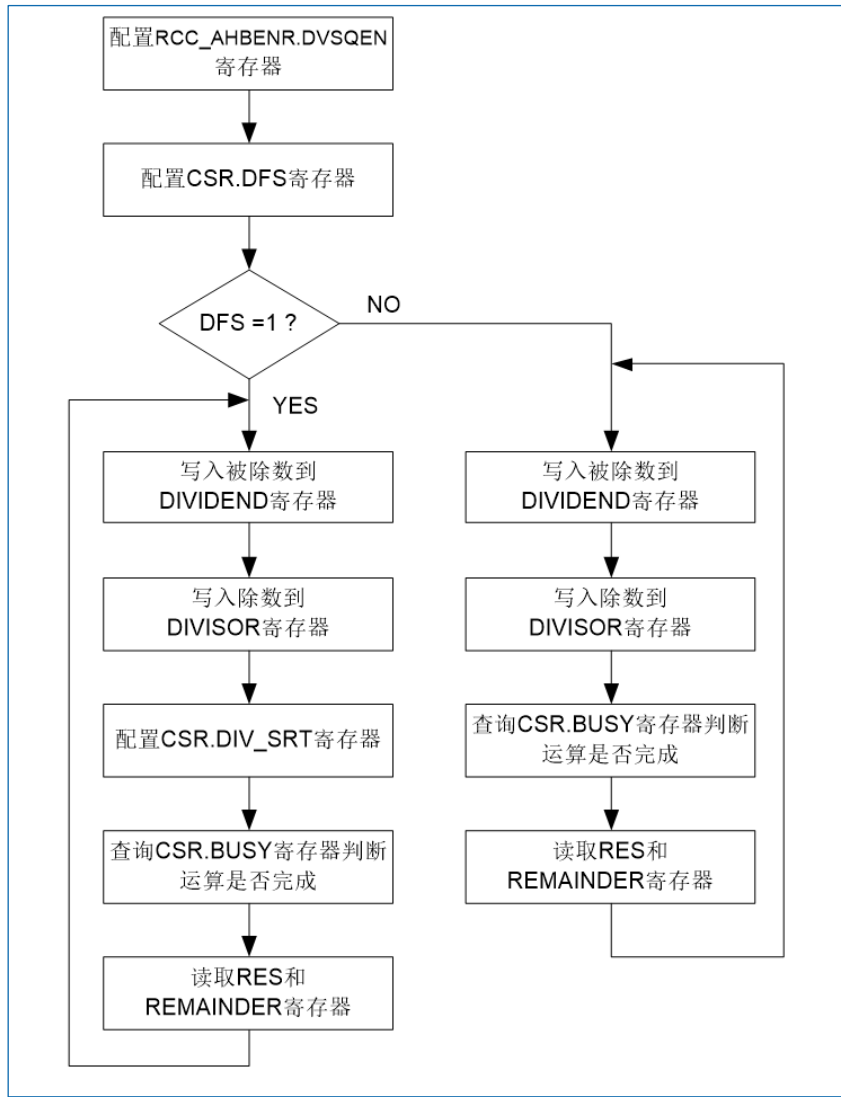 配置RCC_AHBENR.DVSQEN
寄存器
配置CSR.DFS寄存器
DFS =1 ?
NO
YES
写入被除数到
DIVIDEND寄存器
写入除数到
DIVISOR寄存器
配置CSR.DIV_SRT寄存器
查询CSR.BUSY寄存器判断
运算是否完成
读取RES和
REMAINDER寄存器
写入被除数到
DIVIDEND寄存器
写入除数到
DIVISOR寄存器
查询CSR.BUSY寄存器判断
运算是否完成
读取RES和
REMAINDER寄存器